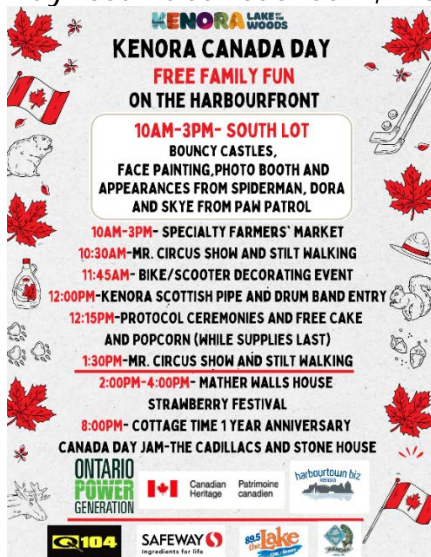 KENORA LAKE OF THE WOODS
KENORA CANADA DAY
FREE FAMILY FUN
ON THE HARBOURFRONT
10AM-3PM- SOUTH LOT
BOUNCY CASTLES,
FACE PAINTING,PHOTO BOOTH AND
APPEARANCES FROM SPIDERMAN, DORA
AND SKYE FROM PAW PATROL
10AM-3PM- SPECIALTY FARMERS' MARKET
10:30AM-MR. CIRCUS SHOW AND STILT WALKING
11:45AM- BIKE/SCOOTER DECORATING EVENT
12:00PM-KENORA SCOTTISH PIPE AND DRUM BAND ENTRY
12:15PM-PROTOCOL CEREMONIES AND FREE CAKE
AND POPCORN (WHILE SUPPLIES LAST)
1:30PM-MR. CIRCUS SHOW AND STILT WALKING
2:00PM-4:00PM- MATHER WALLS HOUSE
STRAWBERRY FESTIVAL
8:00PM- COTTAGE TIME 1 YEAR ANNIVERSARY
CANADA DAY JAM-THE CADILLACS AND STONE HOUSE
ONTARIO
POWER
GENERATION
Canadian Patrimoine
Heritage canadien
harbourtown biz
kenora
Q104
SAFEWAY
Ingredients for life
89.5 the Lake